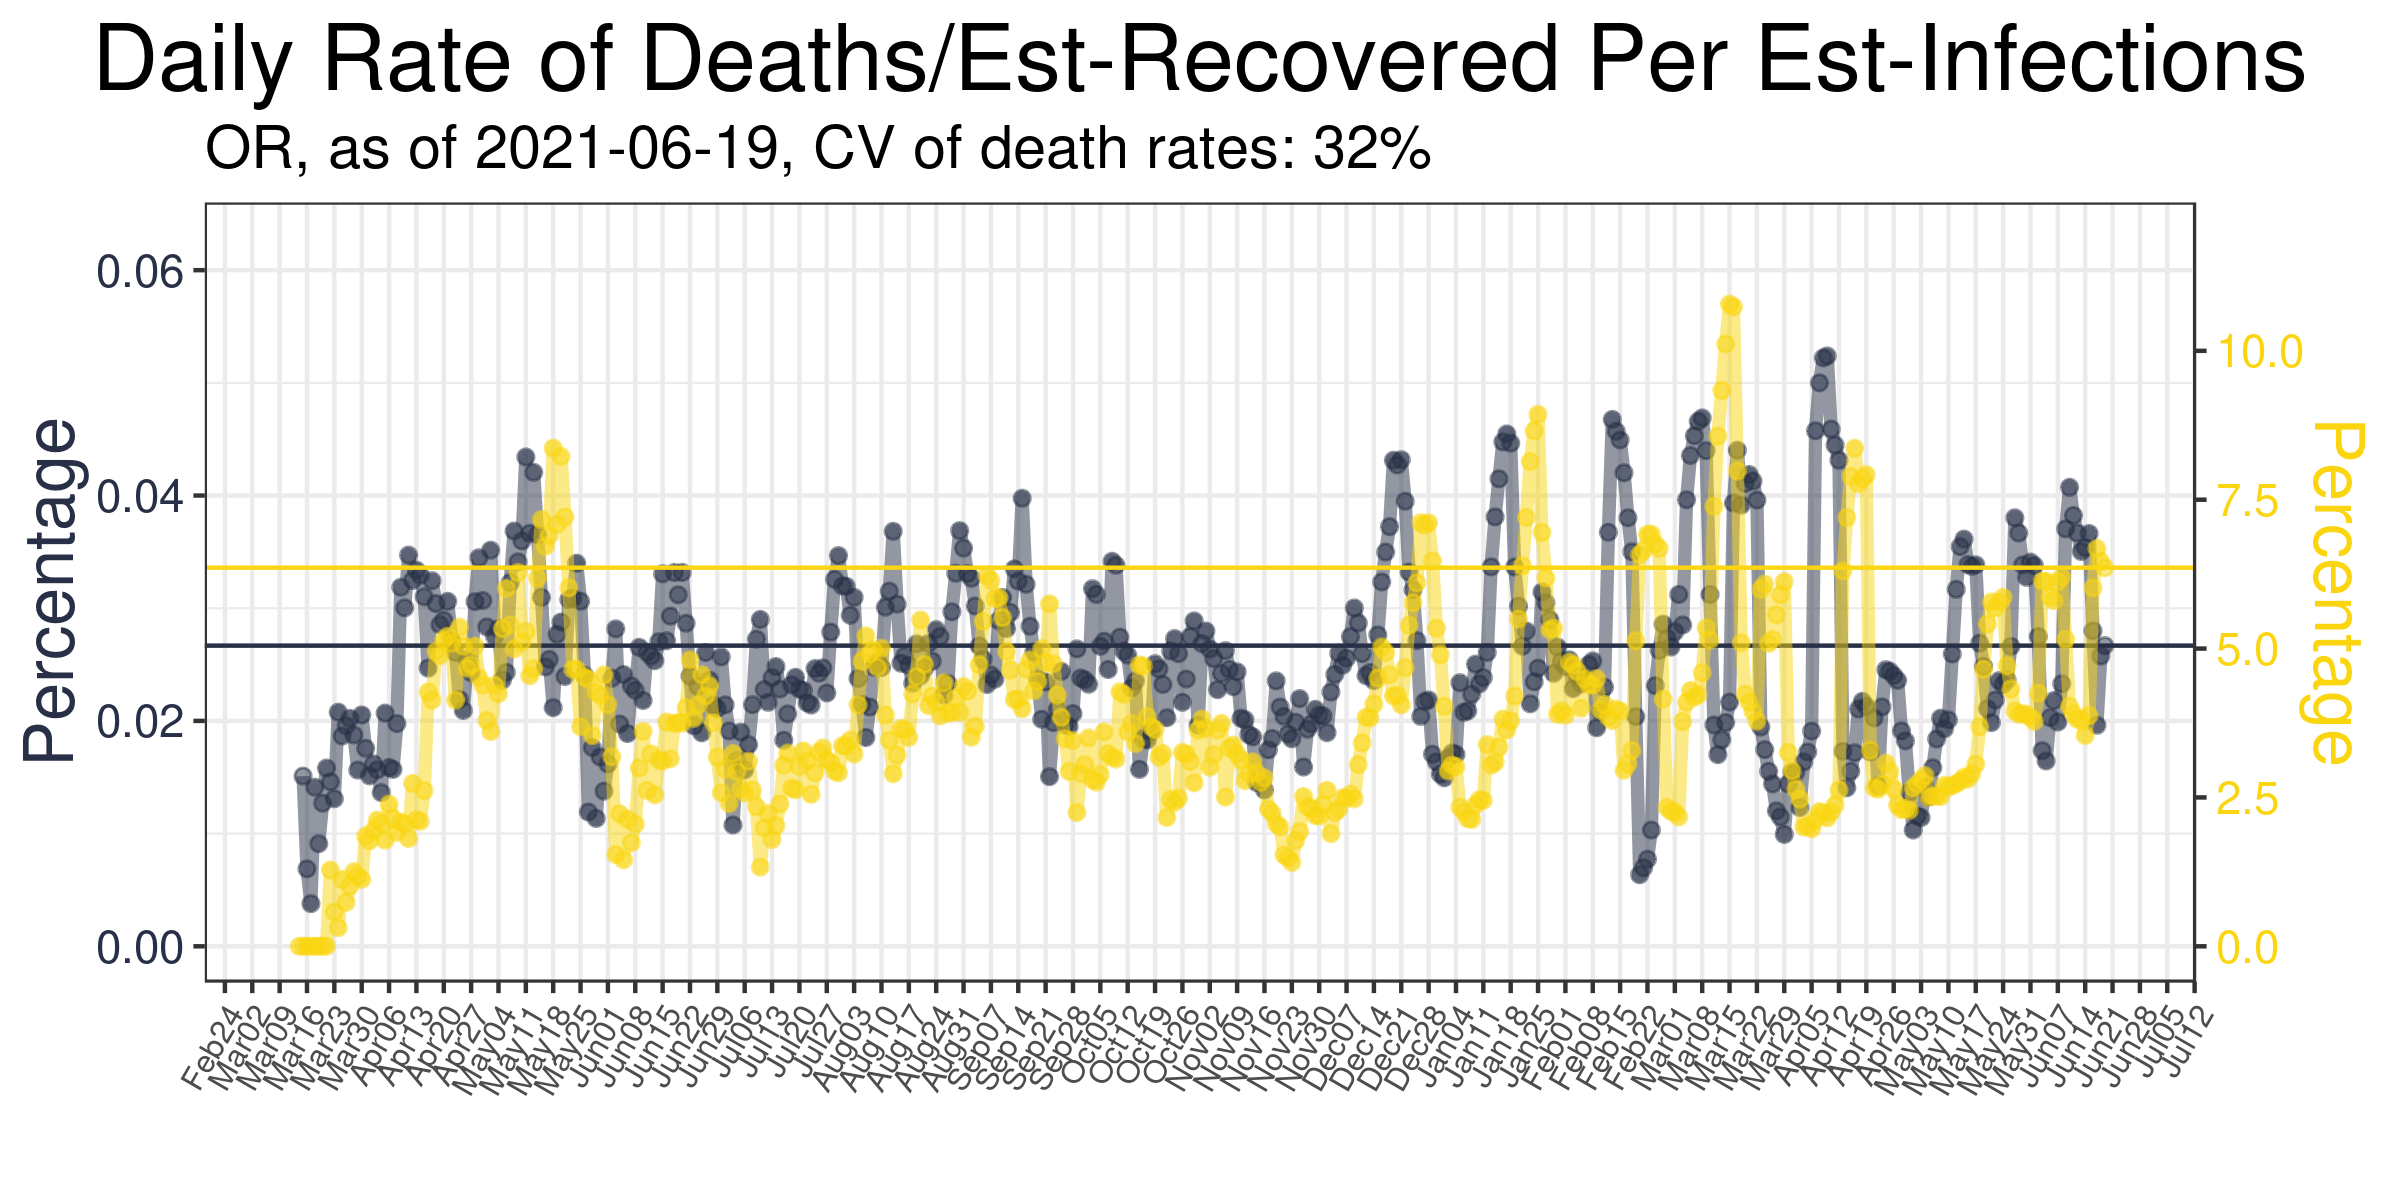 Daily Rate of Deaths/Est-Recovered Per Est-Infections
OR, as of 2021-06-19, CV of death rates: 32%
Percentage
0.06
0.04
0.02
0.00
Percentage
10.0
7.5
5.0
2.5
0.0
Feb24
Mar02
Mar09
Mar16
Mar23
Mar30
Apr06
Apr13
Apr20
Apr27
May04
May11
May18
May25
Jun01
Jun08
Jun15
Jun22
Jun29
Jul06
Jul13
Jul20
Jul27
Aug03
Aug10
Aug17
Aug24
Aug31
Sep07
Sep14
Sep21
Sep28
Oct05
Oct12
Oct19
Oct26
Nov02
Nov09
Nov16
Nov23
Nov30
Dec07
Dec14
Dec21
Dec28
Jan04
Jan11
Jan18
Jan25
Feb01
Feb08
Feb15
Feb22
Mar01
Mar08
Mar15
Mar22
Mar29
Apr05
Apr12
Apr19
Apr26
May03
May10
May17
May24
May31
Jun07
Jun14
Jun21
Jun28
Jul05
Jul12